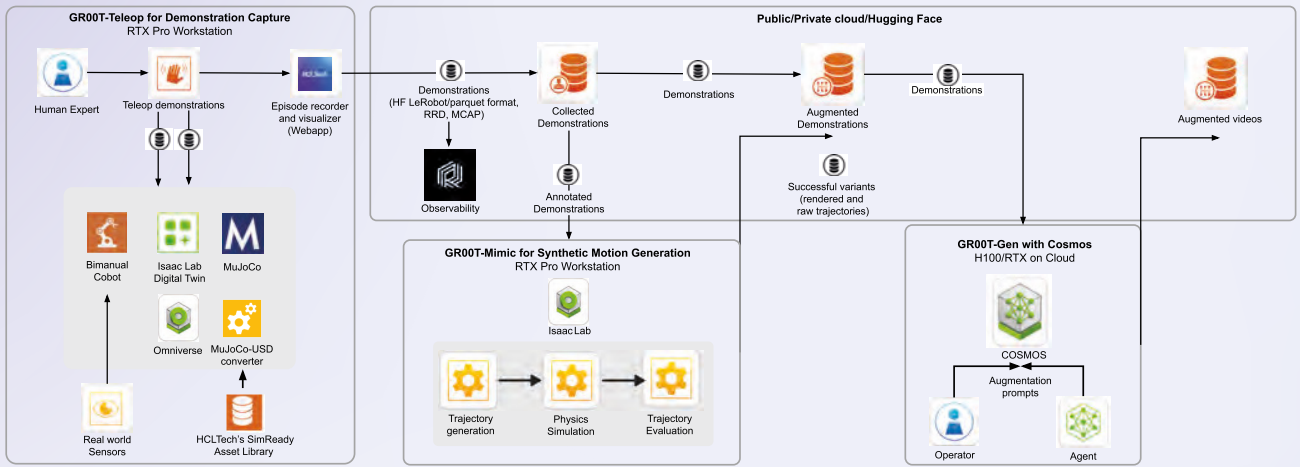 GR00T-Teleop for Demonstration Capture
RTX Pro Workstation
Human Expert
Teleop demonstrations
HCLTech
Episode recorder
and visualizer
(Webapp)
Bimanual
Cobot
Isaac Lab
Digital Twin
MuJoCo
Omniverse
MuJoCo-USD
converter
Real world
Sensors
HCLTech's SimReady
Asset Library
Public/Private cloud/Hugging Face
Demonstrations
(HF LeRobot/parquet format,
RRD, MCAP)
Observability
Collected
Demonstrations
Annotated
Demonstrations
Demonstrations
Augmented
Demonstrations
Successful variants
(rendered and
raw trajectories)
Demonstrations
Augmented videos
GR00T-Mimic for Synthetic Motion Generation
RTX Pro Workstation
Isaac Lab
Trajectory
generation
Physics
Simulation
Trajectory
Evaluation
GR00T-Gen with Cosmos
H100/RTX on Cloud
COSMOS
Augmentation
prompts
Operator
Agent